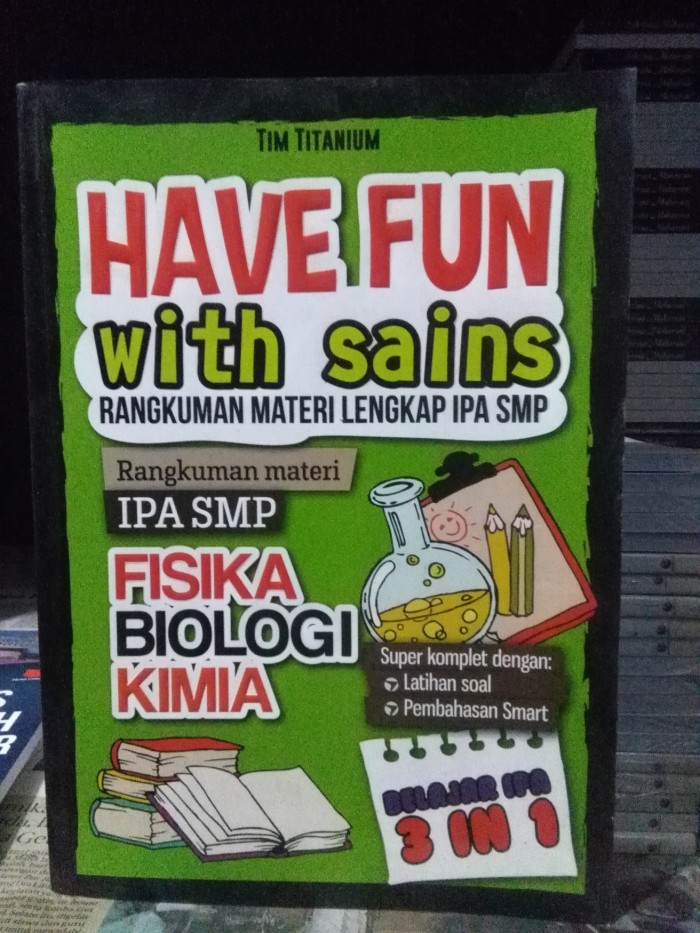 TIM TITANIUM
HAVE FUN
with sains
RANGKUMAN MATERI LENGKAP IPA SMP
Rangkuman materi
IPA SMP
FISIKA
BIOLOGI
KIMIA
Super komplet dengan:
Latihan soal
Pembahasan Smart
BELAJAR IPA
3 IN 1